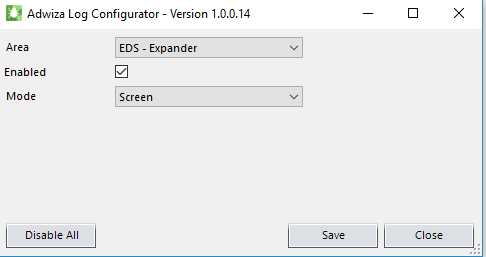 Adwiza Log Configurator - Version 1.0.0.14
Area EDS - Expander
Enabled
Mode Screen
Disable All Save Close